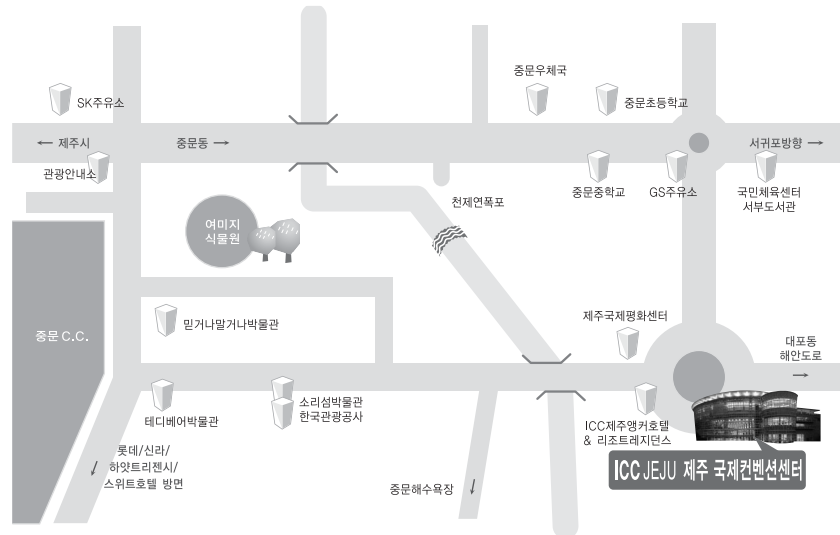 중문우체국
SK주유소
중문초등학교
← 제주시
중문동 →
서귀포방향 →
관광안내소
중문중학교
GS주유소
국민체육센터
서부도서관
천제연폭포
여미지
식물원
믿거나말거나박물관
제주국제평화센터
중문 C.C.
대포동
해안도로
→
테디베어박물관
소리섬박물관
한국관광공사
ICC제주앵커호텔
& 리조트레지던스
롯데/신라/
하얏트리젠시/
스위트호텔 방면
중문해수욕장
ICC JEJU 제주 국제컨벤션센터